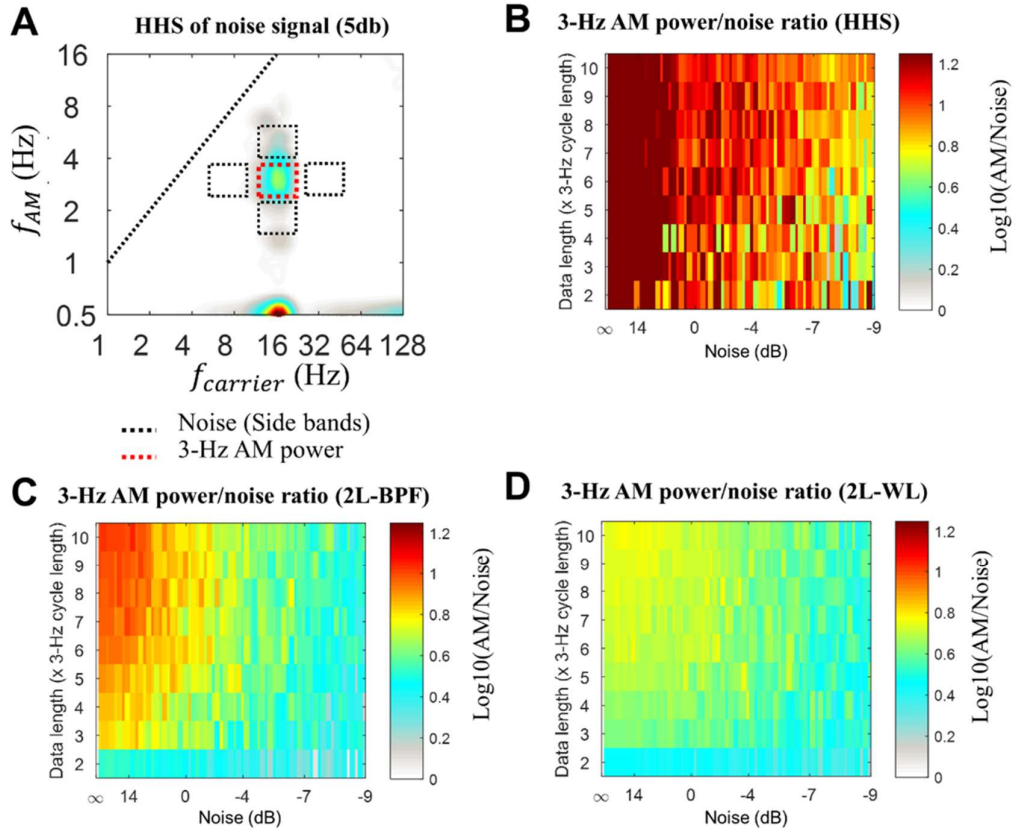 A
HHS of noise signal (5db)
16
8
4
2
1
0.5
f_AM (Hz)
1 2 4 8 16 32 64 128
f_carrier (Hz)
Noise (Side bands)
3-Hz AM power
B
3-Hz AM power/noise ratio (HHS)
Data length (x 3-Hz cycle length)
10
9
8
7
6
5
4
3
2
∞ 14 0 -4 -7 -9
Noise (dB)
1.2
1
0.8
0.6
0.4
0.2
0
Log10(AM/Noise)
C
3-Hz AM power/noise ratio (2L-BPF)
Data length (x 3-Hz cycle length)
10
9
8
7
6
5
4
3
2
∞ 14 0 -4 -7 -9
Noise (dB)
1.2
1
0.8
0.6
0.4
0.2
0
Log10(AM/Noise)
D
3-Hz AM power/noise ratio (2L-WL)
Data length (x 3-Hz cycle length)
10
9
8
7
6
5
4
3
2
∞ 14 0 -4 -7 -9
Noise (dB)
1.2
1
0.8
0.6
0.4
0.2
0
Log10(AM/Noise)